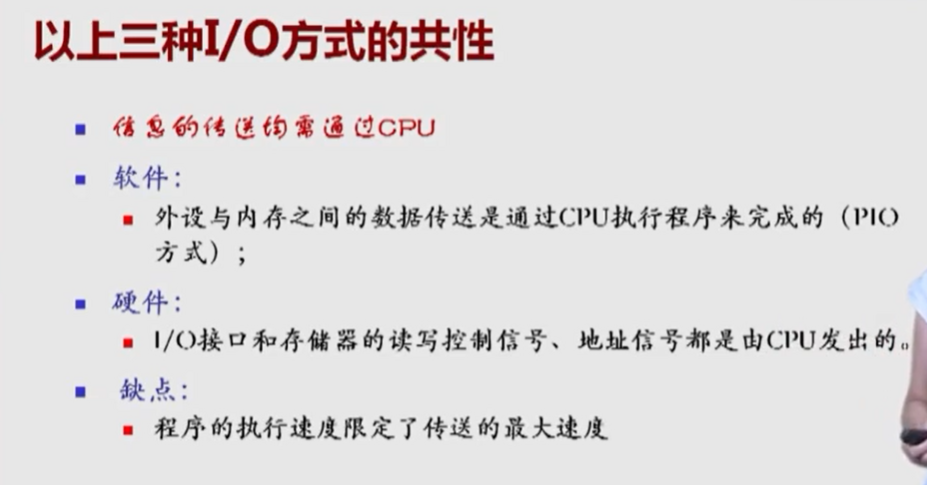 以上三种I/O方式的共性
信息的传送均需通过CPU
软件：
外设与内存之间的数据传送是通过CPU执行程序来完成的（PIO
方式）；
硬件：
I/O接口和存储器的读写控制信号、地址信号都是由CPU发出的。
缺点：
程序的执行速度限定了传送的最大速度